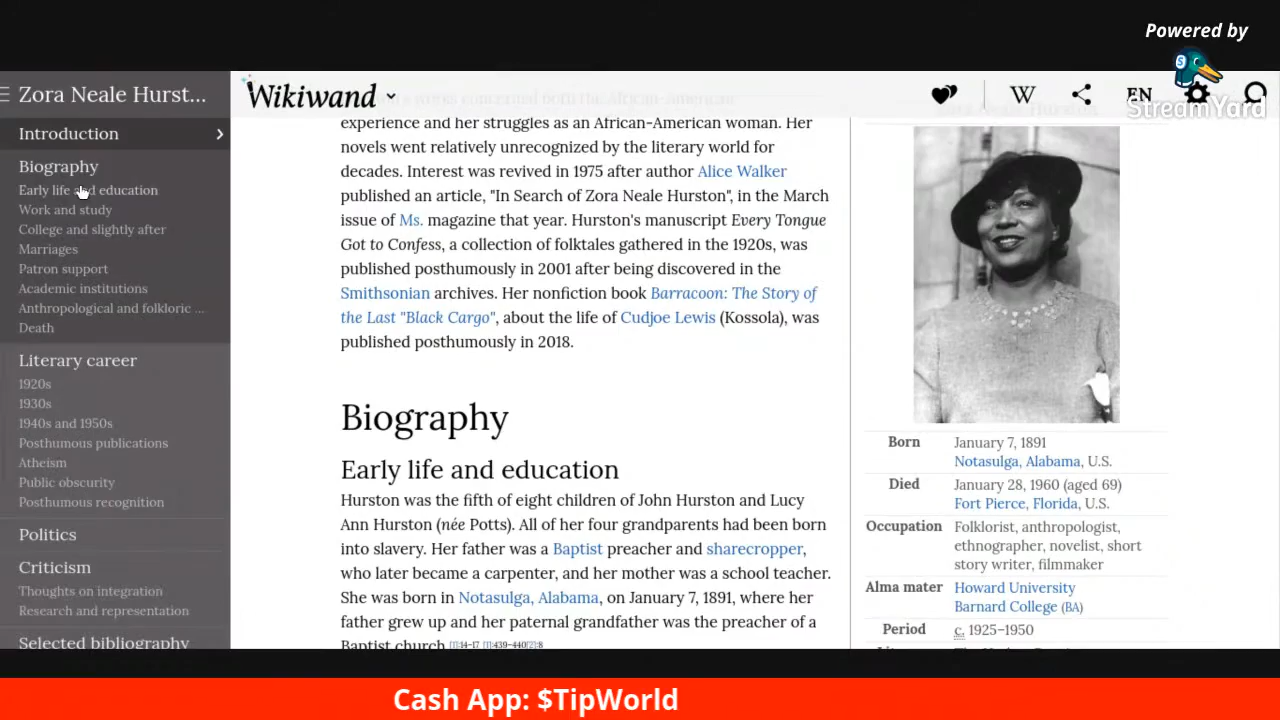 Powered by
StreamYard
Zora Neale Hurst...
Introduction
Biography
Early life and education
Work and study
College and slightly after
Marriages
Patron support
Academic institutions
Anthropological and folkloric ...
Death
Literary career
1920s
1930s
1940s and 1950s
Posthumous publications
Atheism
Public obscurity
Posthumous recognition
Politics
Criticism
Thoughts on integration
Research and representation
Selected bibliography
Wikiwand
W
EN
experience and her struggles as an African-American woman. Her
novels went relatively unrecognized by the literary world for
decades. Interest was revived in 1975 after author Alice Walker
published an article, "In Search of Zora Neale Hurston", in the March
issue of Ms. magazine that year. Hurston's manuscript Every Tongue
Got to Confess, a collection of folktales gathered in the 1920s, was
published posthumously in 2001 after being discovered in the
Smithsonian archives. Her nonfiction book Barracoon: The Story of
the Last "Black Cargo", about the life of Cudjoe Lewis (Kossola), was
published posthumously in 2018.
Biography
Early life and education
Hurston was the fifth of eight children of John Hurston and Lucy
Ann Hurston (née Potts). All of her four grandparents had been born
into slavery. Her father was a Baptist preacher and sharecropper,
who later became a carpenter, and her mother was a school teacher.
She was born in Notasulga, Alabama, on January 7, 1891, where her
father grew up and her paternal grandfather was the preacher of a
Baptist church.[1]:14–17 [1]:439–440[2]:8
Born January 7, 1891
Notasulga, Alabama, U.S.
Died January 28, 1960 (aged 69)
Fort Pierce, Florida, U.S.
Occupation Folklorist, anthropologist,
ethnographer, novelist, short
story writer, filmmaker
Alma mater Howard University
Barnard College (BA)
Period c. 1925–1950
Cash App: $TipWorld